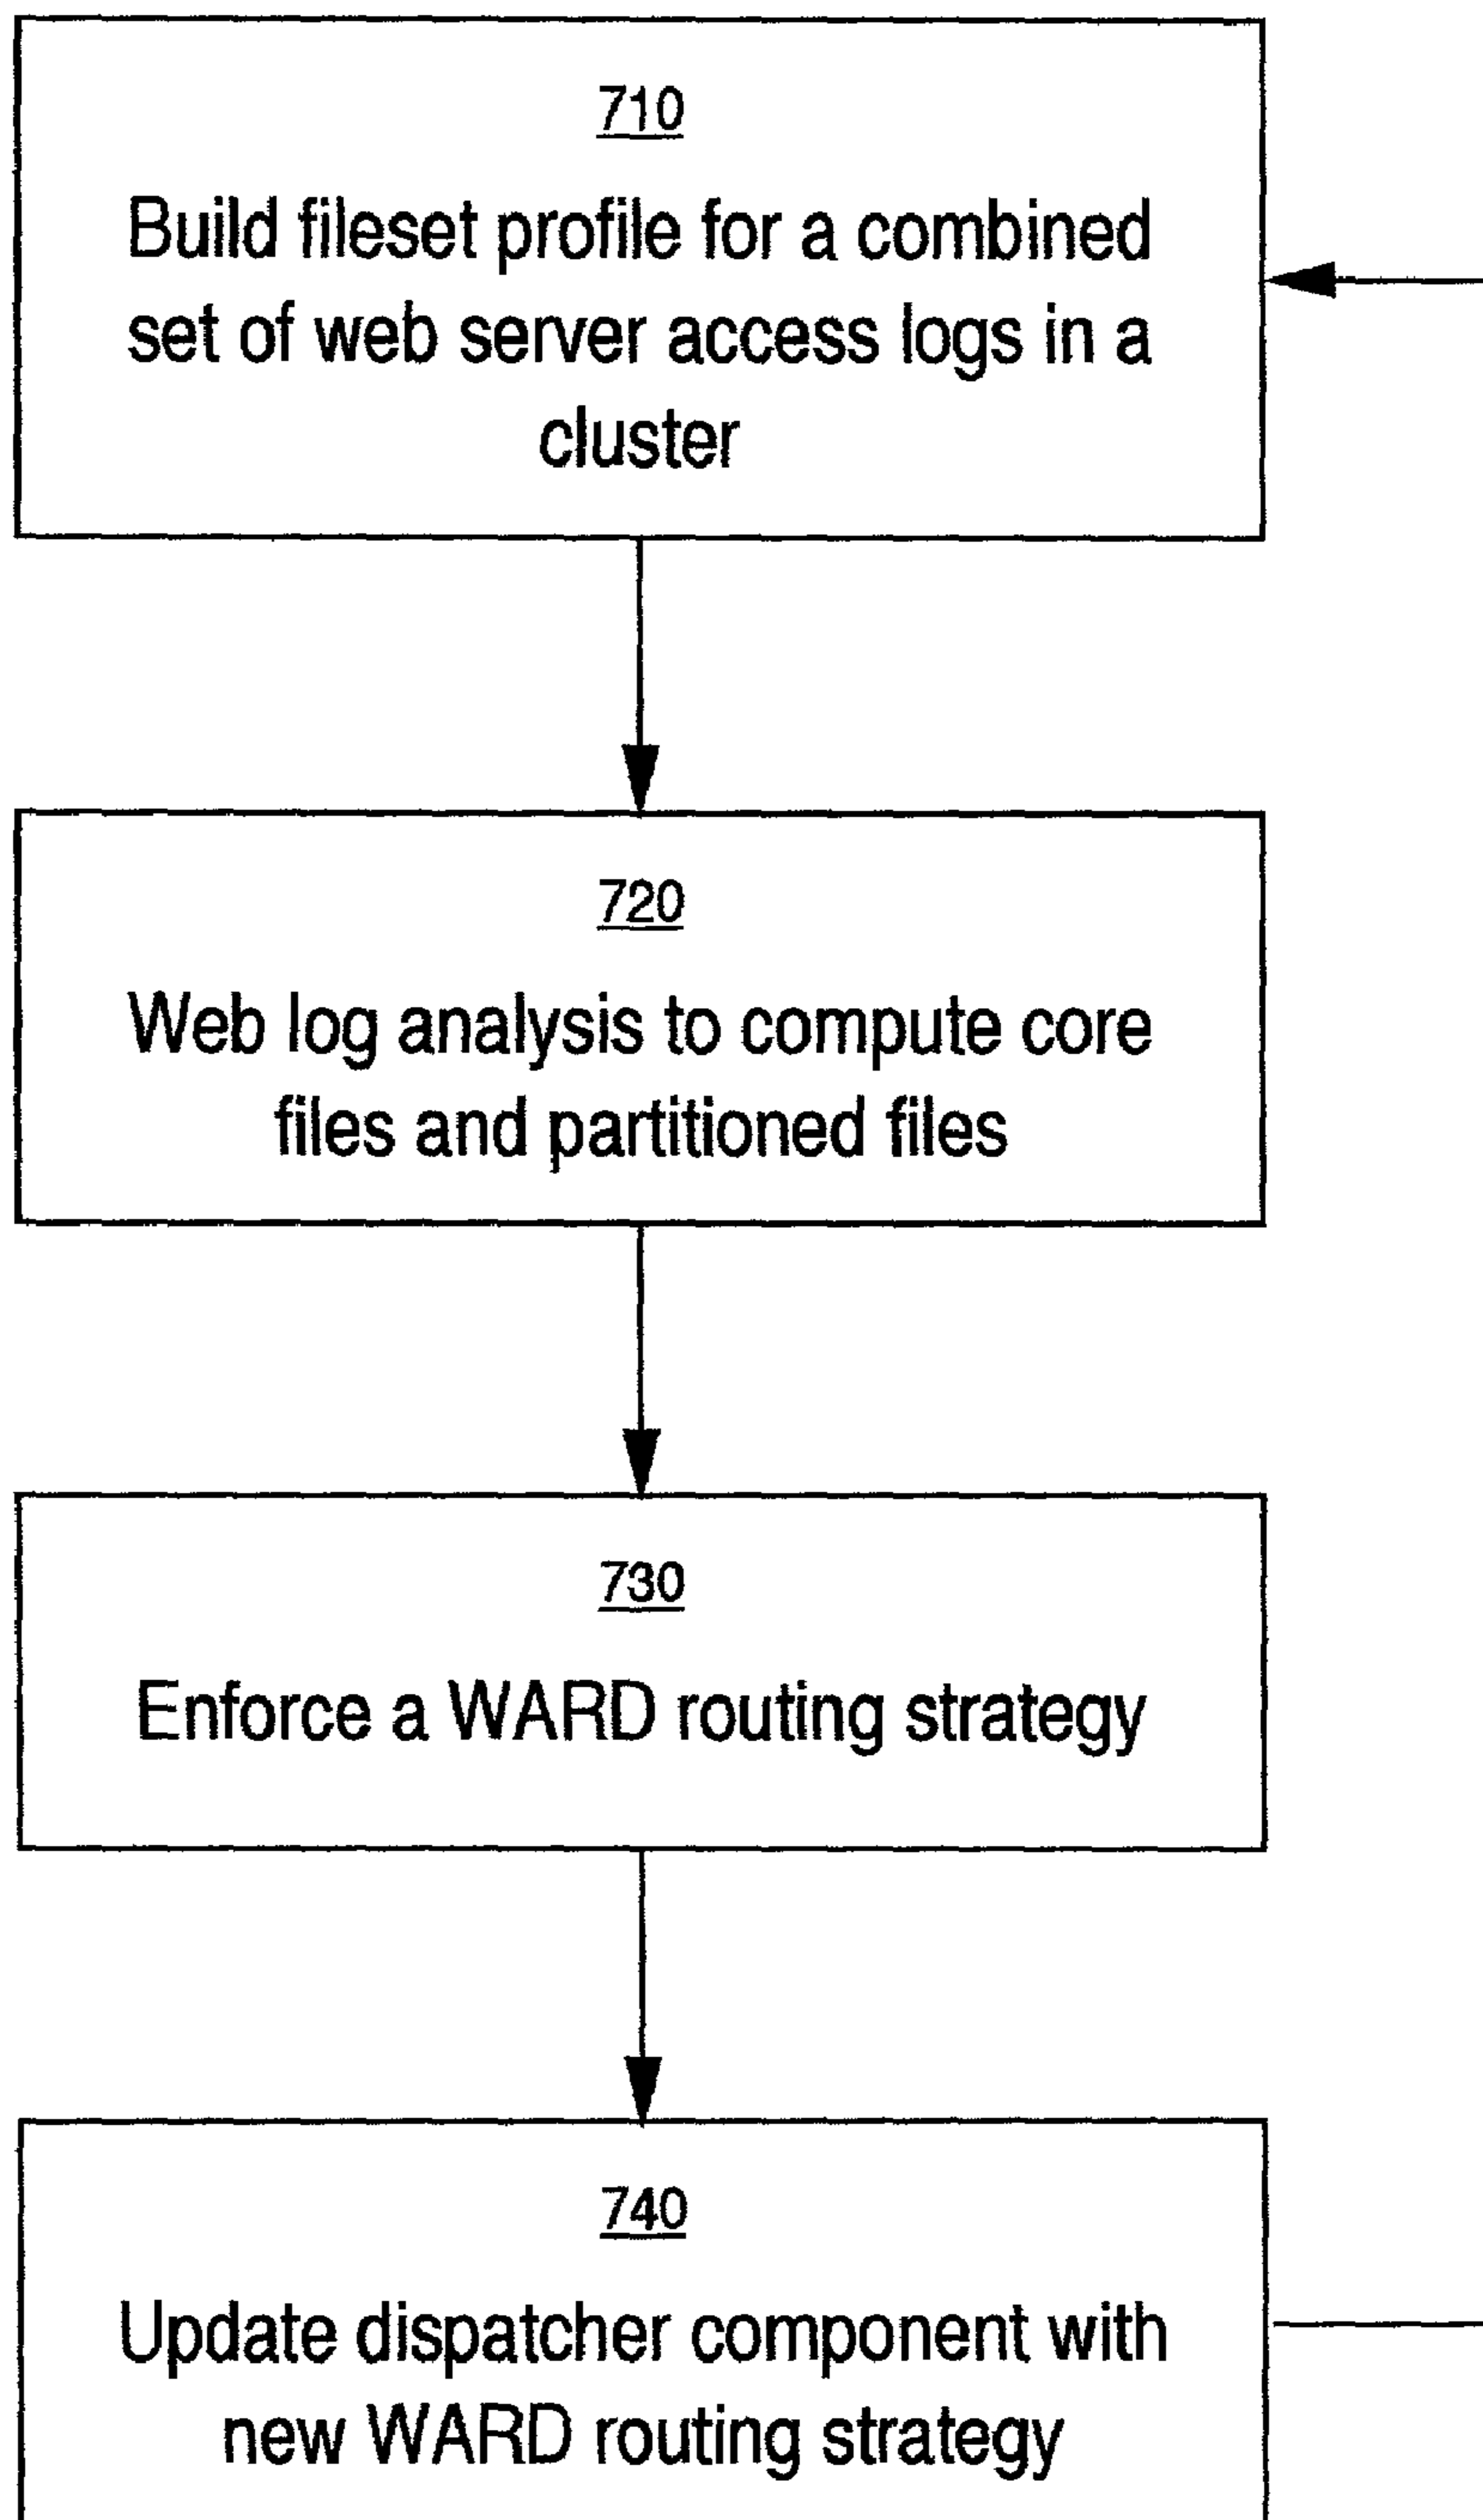 710
Build fileset profile for a combined
set of web server access logs in a
cluster
720
Web log analysis to compute core
files and partitioned files
730
Enforce a WARD routing strategy
740
Update dispatcher component with
new WARD routing strategy